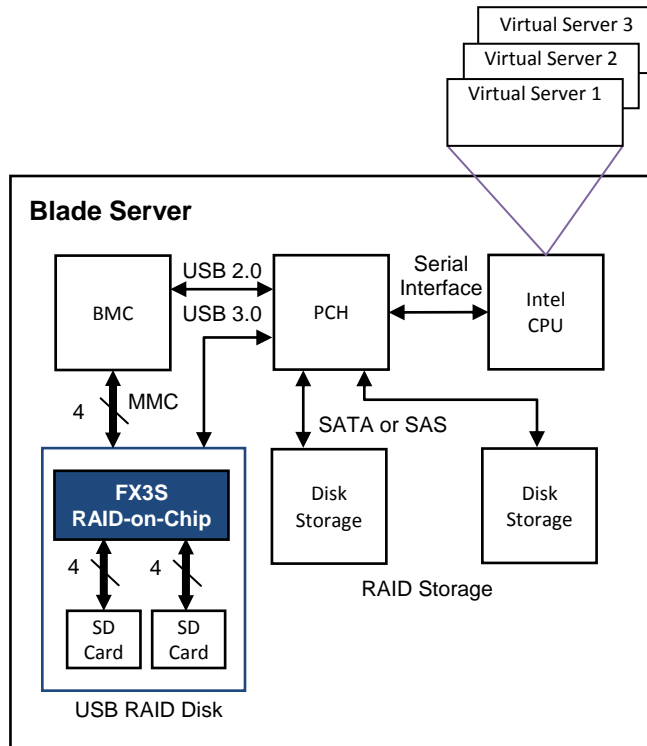 Virtual Server 3
Virtual Server 2
Virtual Server 1
Blade Server
BMC
USB 2.0
USB 3.0
PCH
Serial
Interface
Intel
CPU
4
MMC
SATA or SAS
FX3S
RAID-on-Chip
4
4
SD
Card
SD
Card
Disk
Storage
Disk
Storage
RAID Storage
USB RAID Disk